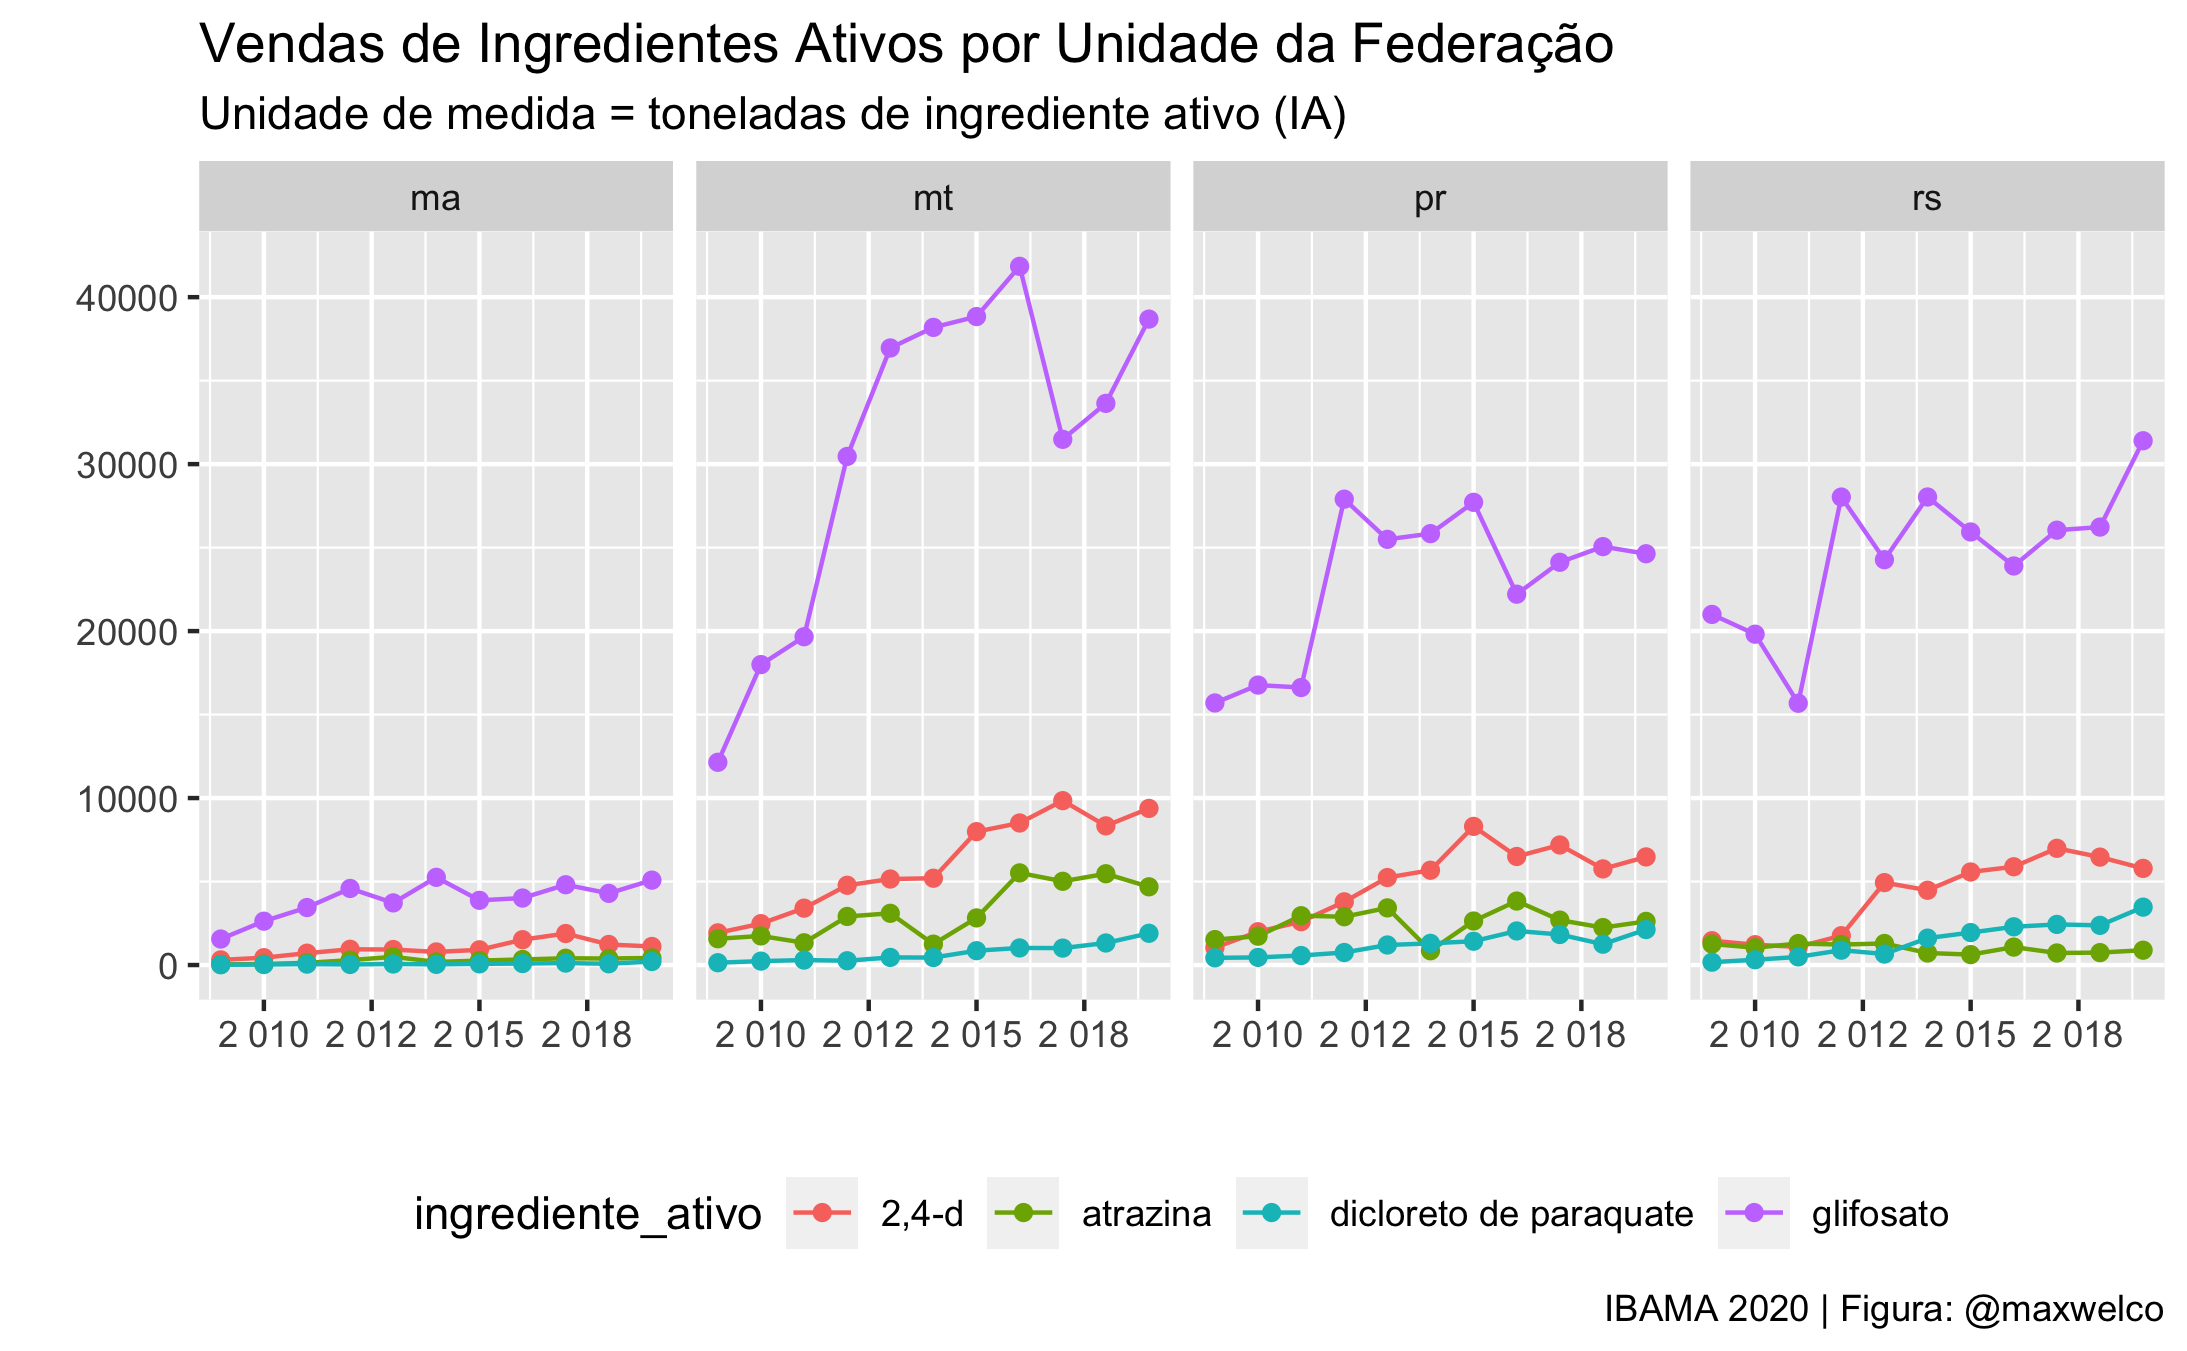 Vendas de Ingredientes Ativos por Unidade da Federação
Unidade de medida = toneladas de ingrediente ativo (IA)
ma mt pr rs
40000
30000
20000
10000
0
2 010 2 012 2 015 2 018 2 010 2 012 2 015 2 018 2 010 2 012 2 015 2 018 2 010 2 012 2 015 2 018
ingrediente_ativo 2,4-d atrazina dicloreto de paraquate glifosato
IBAMA 2020 | Figura: @maxwelco